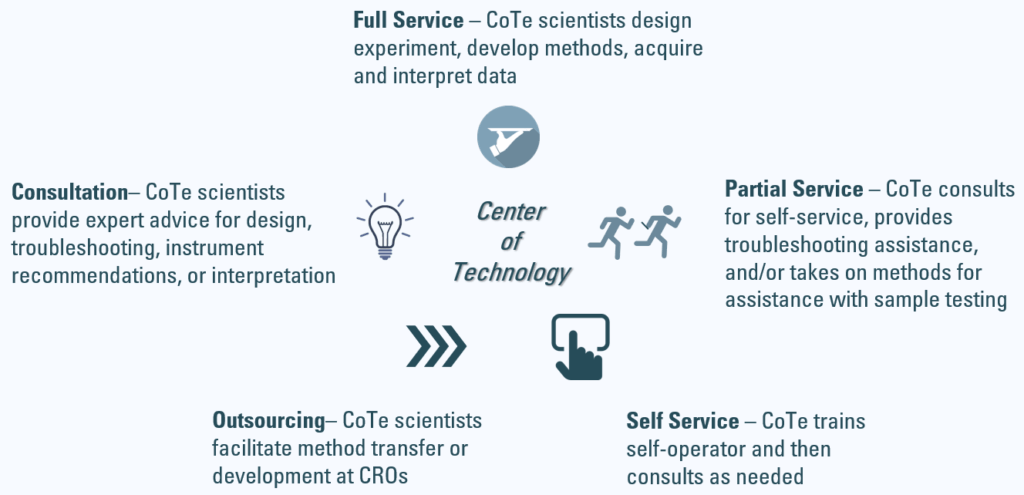 Full Service – CoTe scientists design
experiment, develop methods, acquire
and interpret data
Consultation– CoTe scientists
provide expert advice for design,
troubleshooting, instrument
recommendations, or interpretation
Center
of
Technology
Partial Service – CoTe consults
for self-service, provides
troubleshooting assistance,
and/or takes on methods for
assistance with sample testing
Outsourcing– CoTe scientists
facilitate method transfer or
development at CROs
Self Service – CoTe trains
self-operator and then
consults as needed